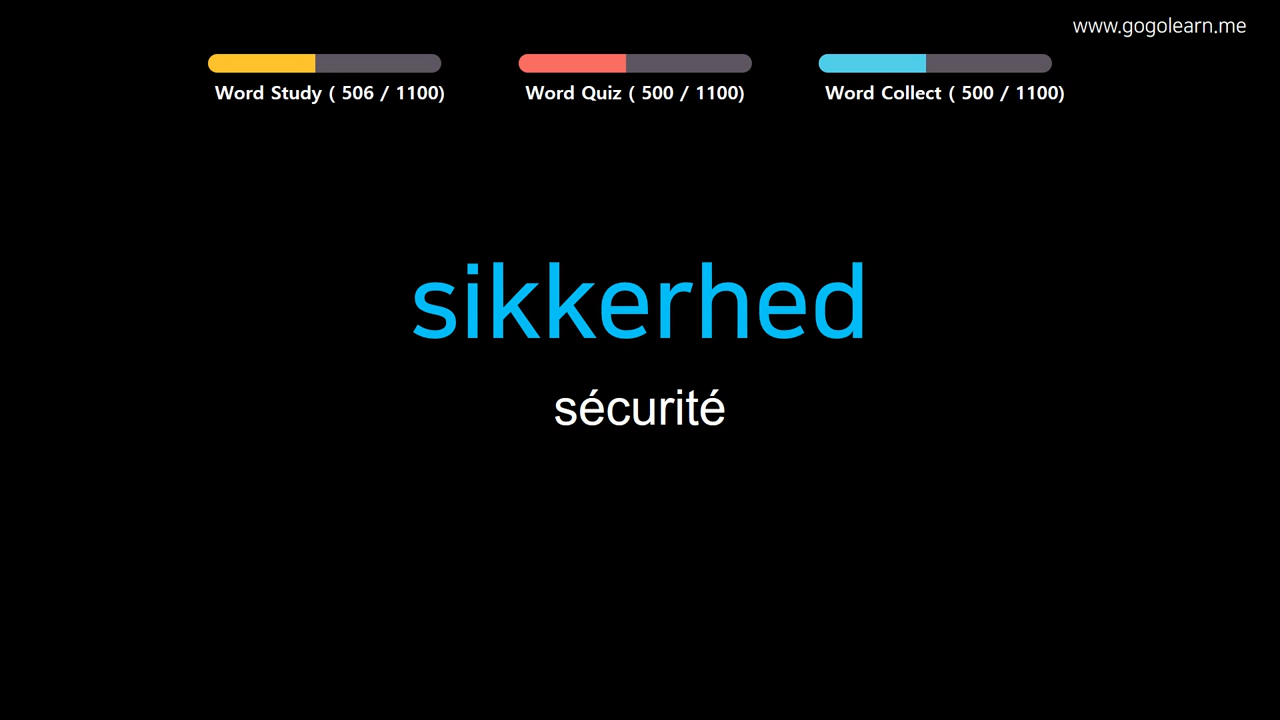 www.gogolearn.me
Word Study ( 506 / 1100)
Word Quiz ( 500 / 1100)
Word Collect ( 500 / 1100)
sikkerhed
sécurité